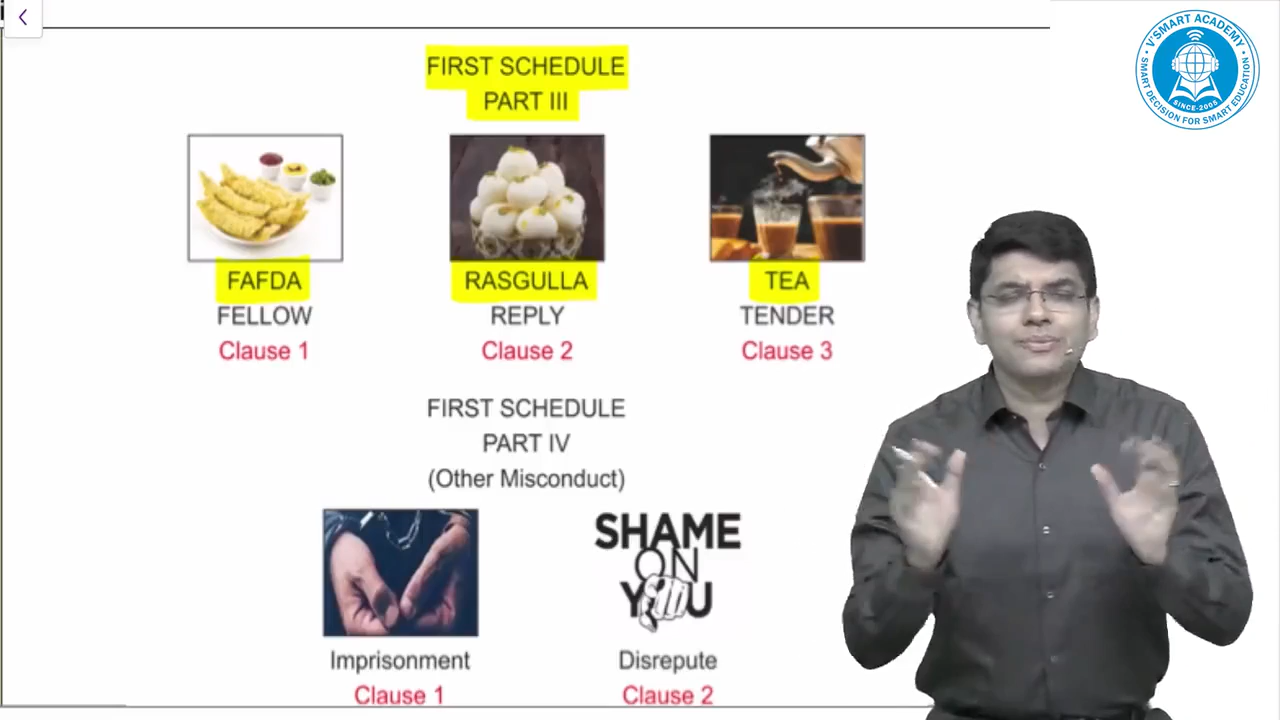 FIRST SCHEDULE
PART III
FAFDA
RASGULLA
TEA
FELLOW
REPLY
TENDER
Clause 1
Clause 2
Clause 3
FIRST SCHEDULE
PART IV
(Other Misconduct)
SHAME
ON
YOU
Imprisonment
Disrepute
Clause 1
Clause 2
V'SMART ACADEMY
SINCE-2005
SMART DECISION FOR SMART EDUCATION